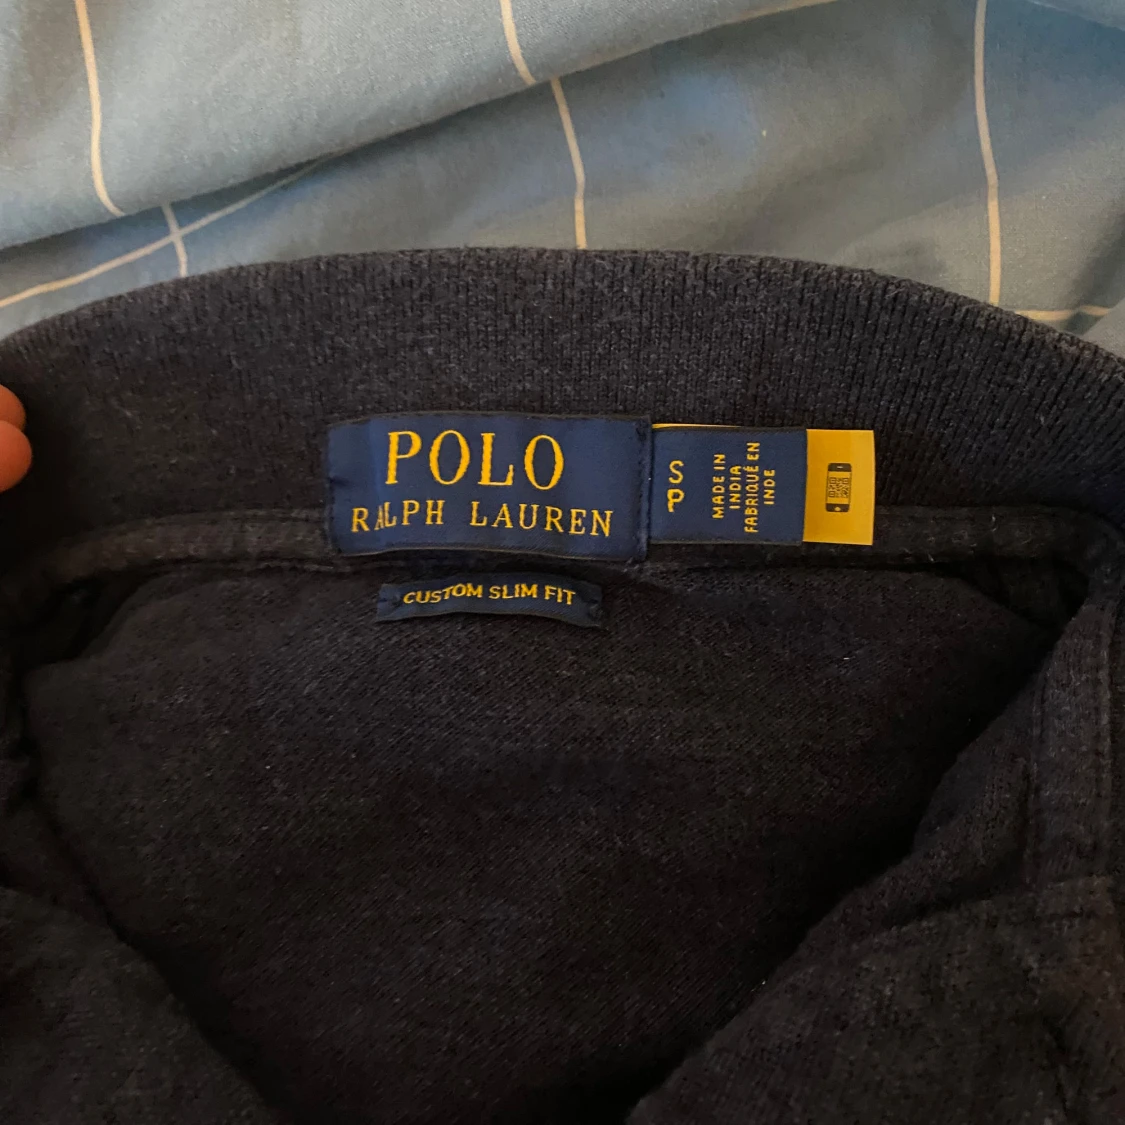 POLO
RALPH LAUREN
S
P
MADE IN
INDIA
FABRIQUÉ EN
INDE
CUSTOM SLIM FIT